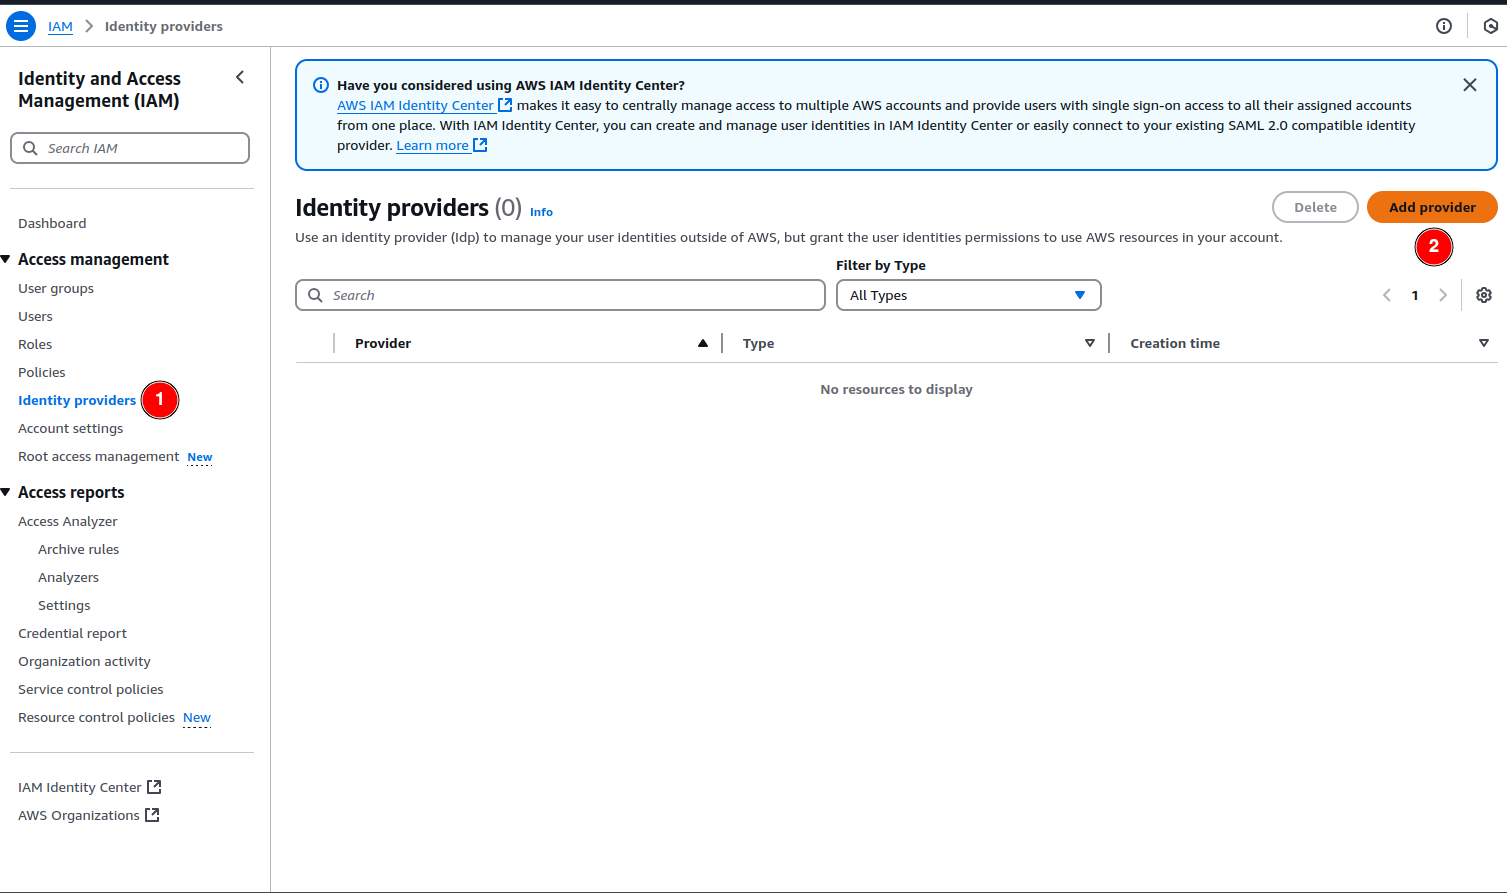 IAM > Identity providers
Identity and Access
Management (IAM)
Search IAM
Dashboard
Access management
User groups
Users
Roles
Policies
Identity providers 1
Account settings
Root access management New
Access reports
Access Analyzer
Archive rules
Analyzers
Settings
Credential report
Organization activity
Service control policies
Resource control policies New
IAM Identity Center
AWS Organizations
Have you considered using AWS IAM Identity Center?
AWS IAM Identity Center makes it easy to centrally manage access to multiple AWS accounts and provide users with single sign-on access to all their assigned accounts
from one place. With IAM Identity Center, you can create and manage user identities in IAM Identity Center or easily connect to your existing SAML 2.0 compatible identity
provider. Learn more
Identity providers (0) Info
Delete
Add provider
Use an identity provider (Idp) to manage your user identities outside of AWS, but grant the user identities permissions to use AWS resources in your account.
2
Filter by Type
Search
All Types
1
Provider Type Creation time
No resources to display